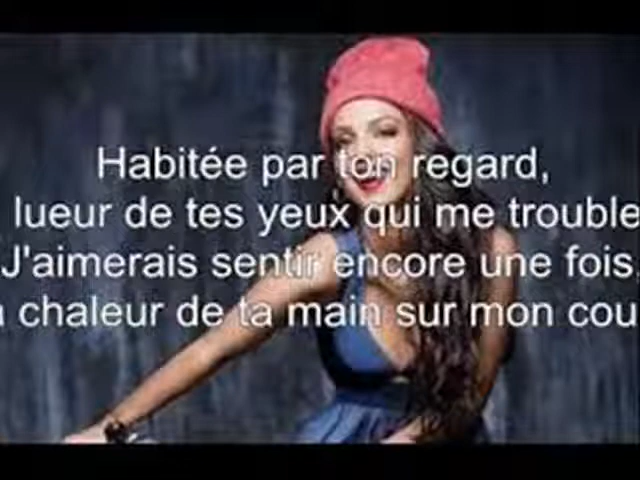 Habitée par ton regard,
lueur de tes yeux qui me trouble
J'aimerais sentir encore une fois
chaleur de ta main sur mon cou